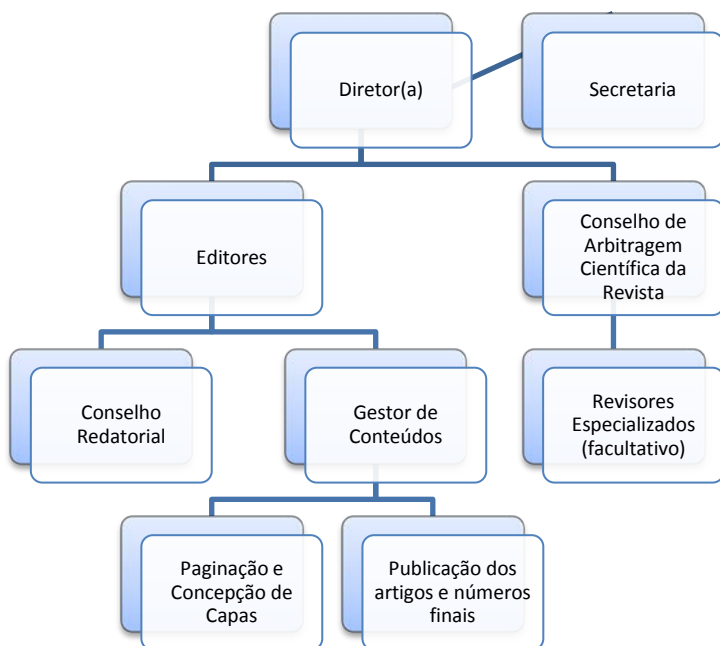 Diretor(a)
Secretaria
Editores
Conselho de
Arbitragem
Científica da
Revista
Conselho
Redatorial
Gestor de
Conteúdos
Revisores
Especializados
(facultativo)
Paginação e
Concepção de
Capas
Publicação dos
artigos e números
finais